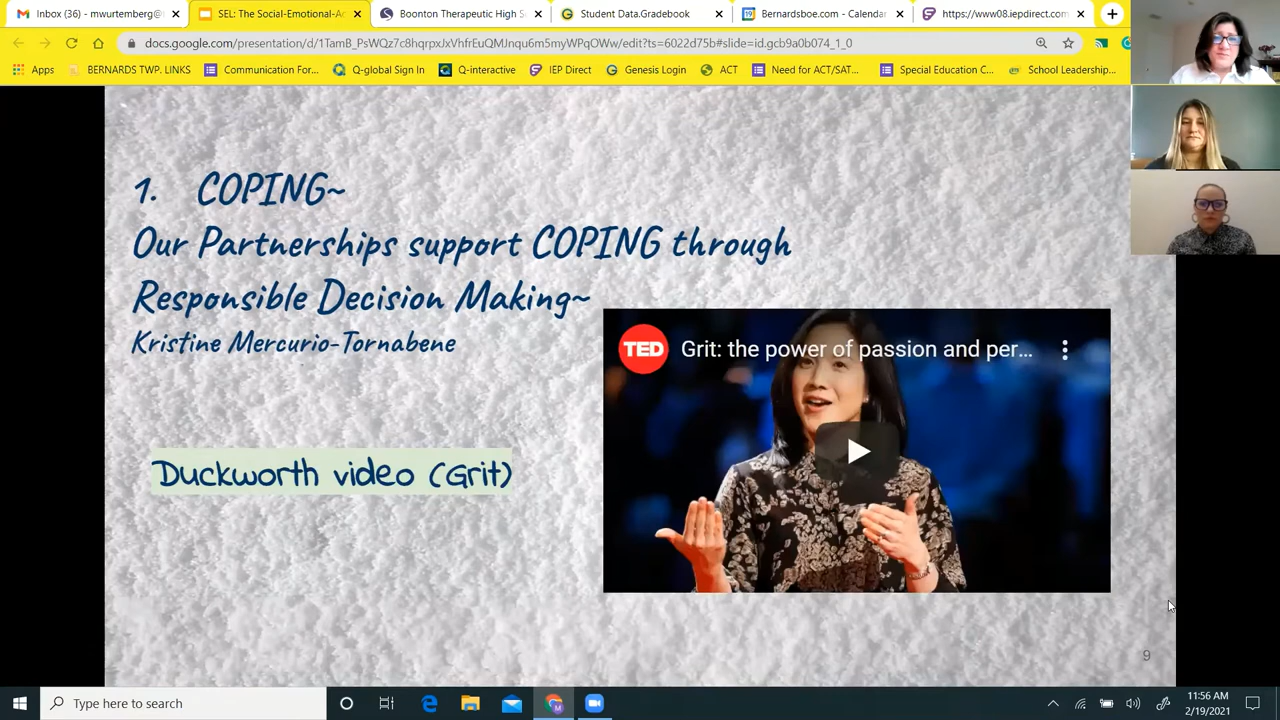 Inbox (36) - mwurtemberg@
SEL: The Social-Emotional-Ac
Boonton Therapeutic High S
Student Data.Gradebook
Bernardsboe.com - Calendar
https://www08.iepdirect.com
docs.google.com/presentation/d/1TamB_PsWQz7c8hqrpxJxVhfrEuQMJnqu6m5myWPqOWw/edit?ts=6022d75b#slide=id.gcb9a0b074_1_0
Apps
BERNARDS TWP. LINKS
Communication For...
Q-global Sign In
Q-interactive
IEP Direct
Genesis Login
ACT
Need for ACT/SAT...
Special Education C...
School Leadership...
1. COPING~
Our Partnerships support COPING through
Responsible Decision Making~
Kristine Mercurio-Tornabene
TED Grit: the power of passion and per...
Duckworth video (Grit)
9
Type here to search
11:56 AM
2/19/2021